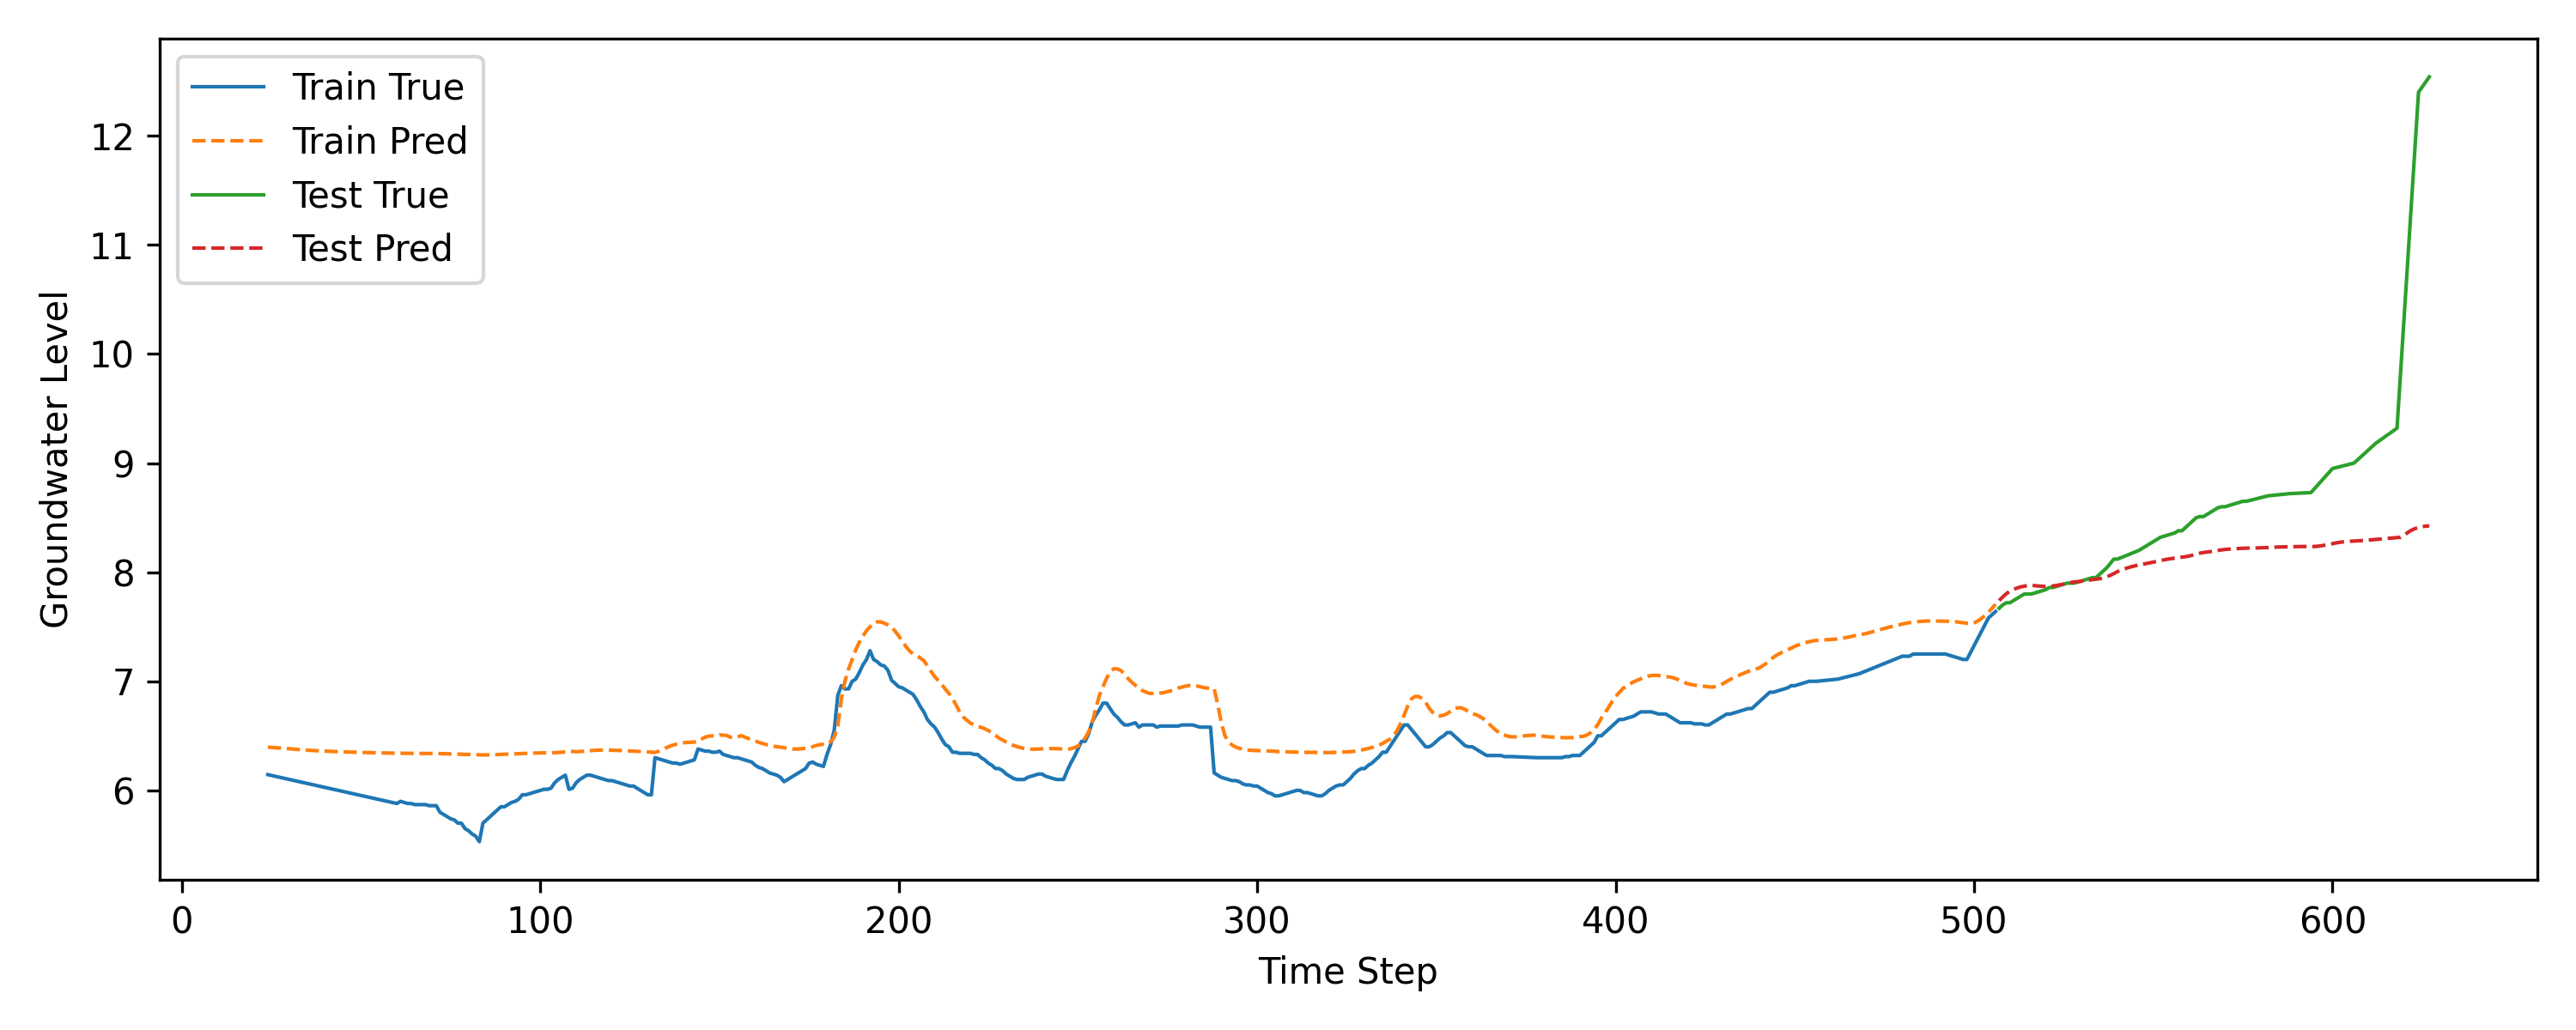 Train True
Train Pred
Test True
Test Pred
12
11
10
9
8
7
6
Groundwater Level
0 100 200 300 400 500 600
Time Step